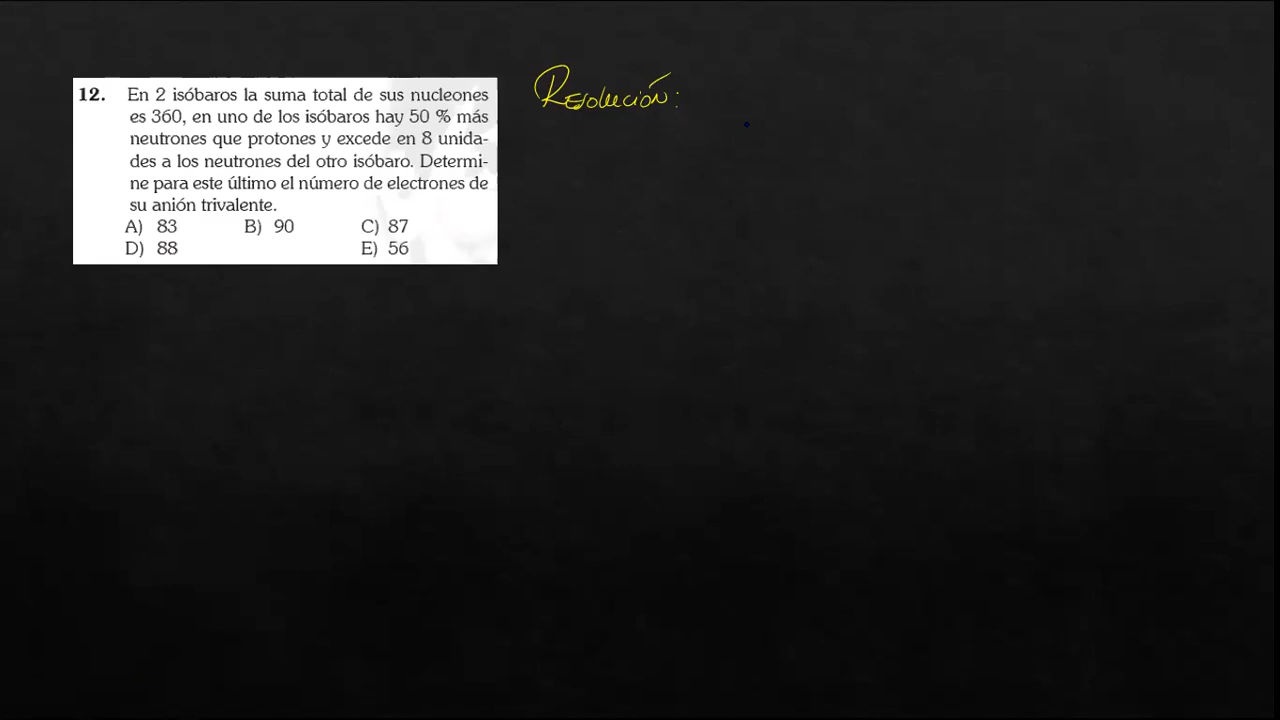 12. En 2 isóbaros la suma total de sus nucleones
es 360, en uno de los isóbaros hay 50 % más
neutrones que protones y excede en 8 unida-
des a los neutrones del otro isóbaro. Determi-
ne para este último el número de electrones de
su anión trivalente.
A) 83 B) 90 C) 87
D) 88 E) 56
Resolución: